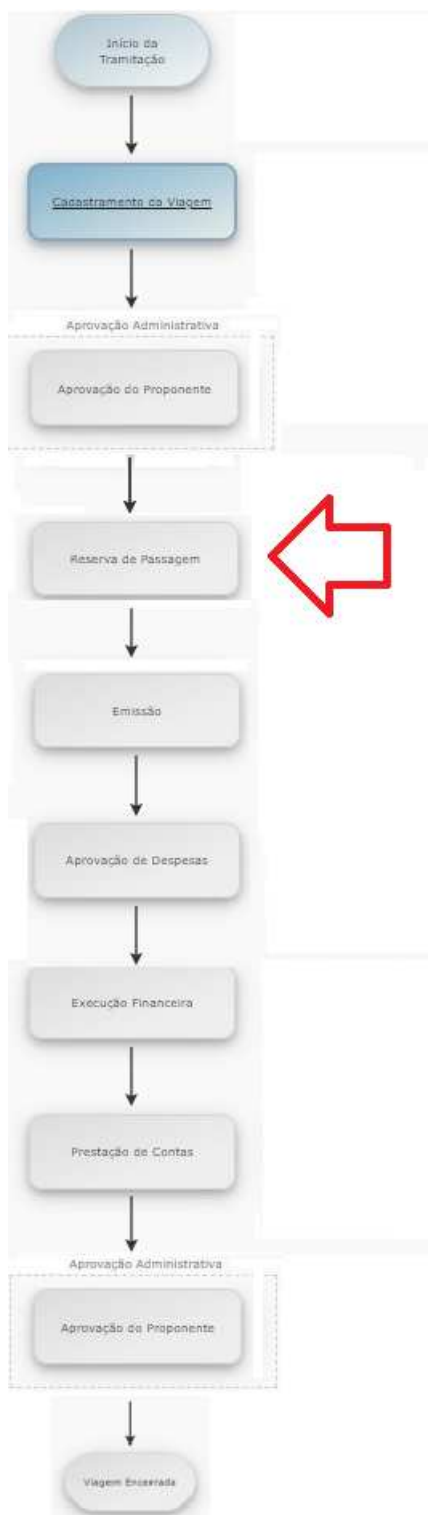 Início da
Tramitação
Cadastramento da Viagem
Aprovação Administrativa
Aprovação do Proponente
Reserva de Passagem
Emissão
Aprovação de Despesas
Execução Financeira
Prestação de Contas
Aprovação Administrativa
Aprovação do Proponente
Viagem Encerrada